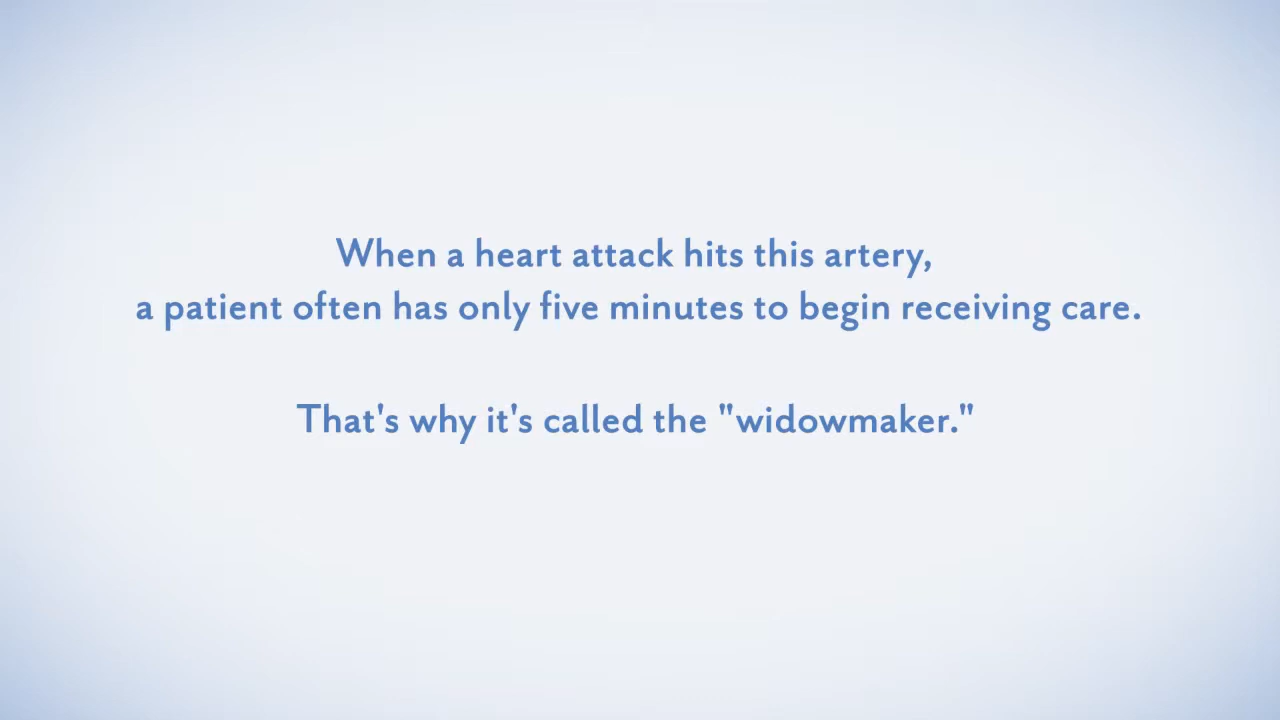 When a heart attack hits this artery,
a patient often has only five minutes to begin receiving care.
That's why it's called the "widowmaker."